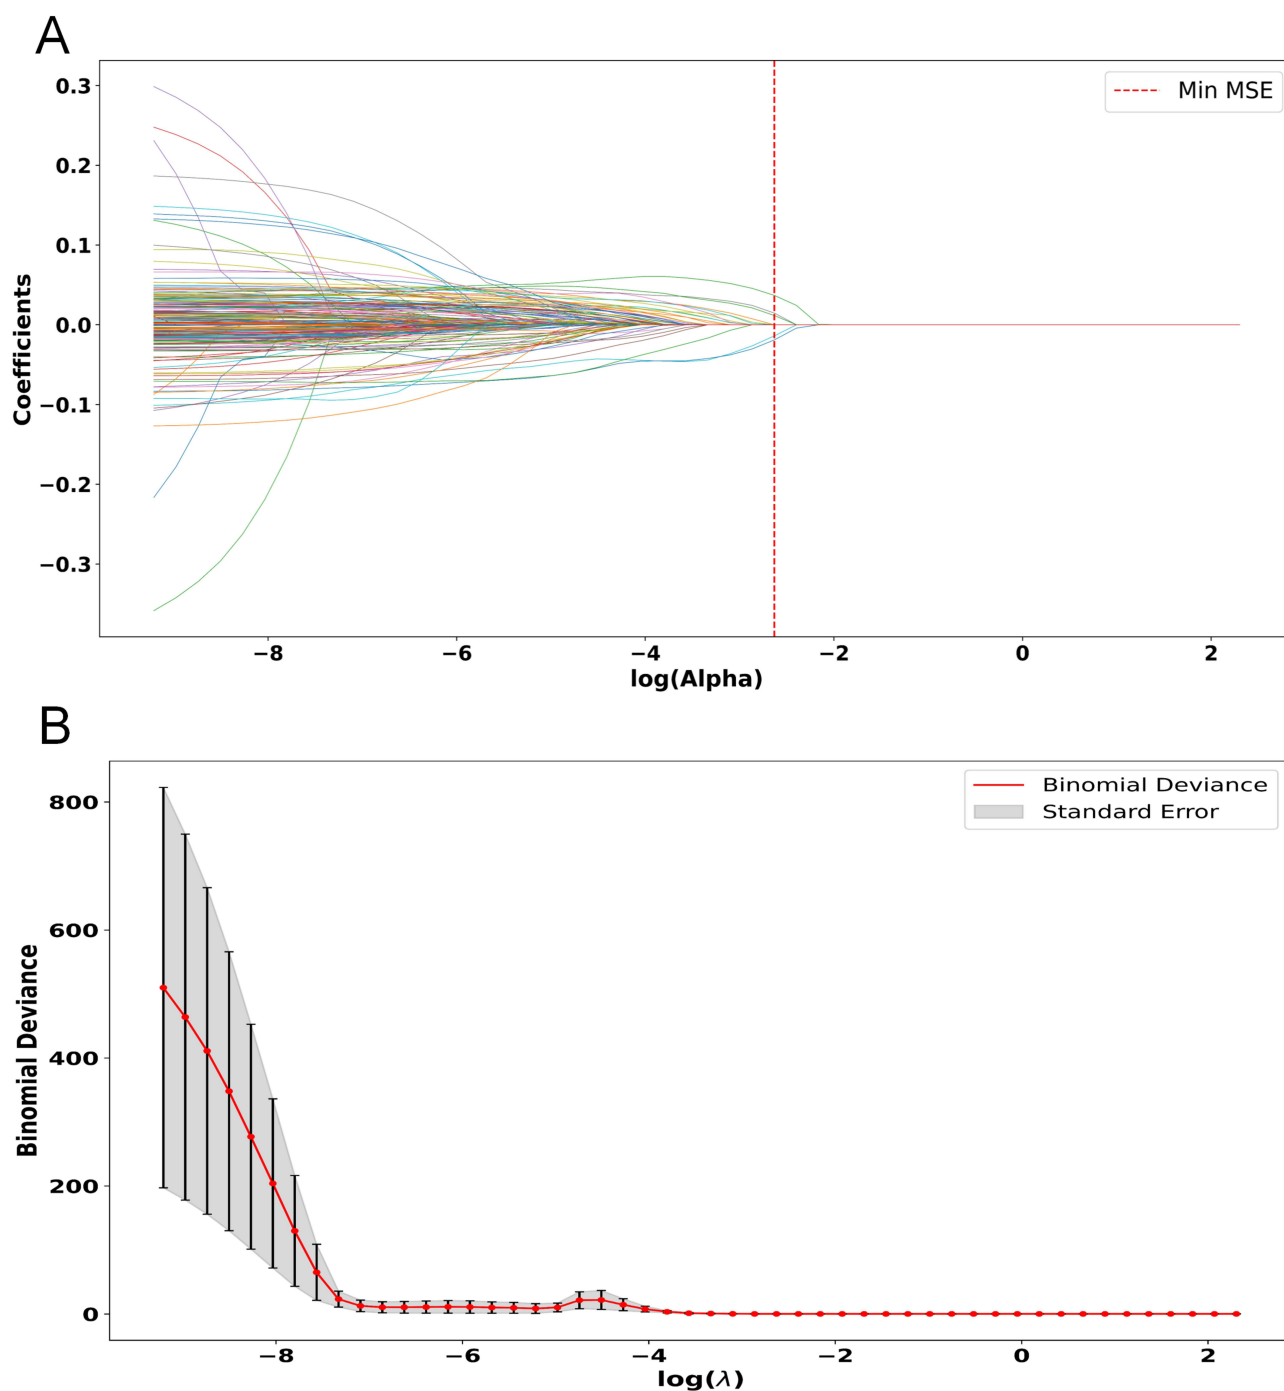 A
Min MSE
0.3
0.2
0.1
0.0
−0.1
−0.2
−0.3
Coefficients
−8 −6 −4 −2 0 2
log(Alpha)
B
Binomial Deviance
Standard Error
800
600
400
200
0
Binomial Deviance
−8 −6 −4 −2 0 2
log(λ)